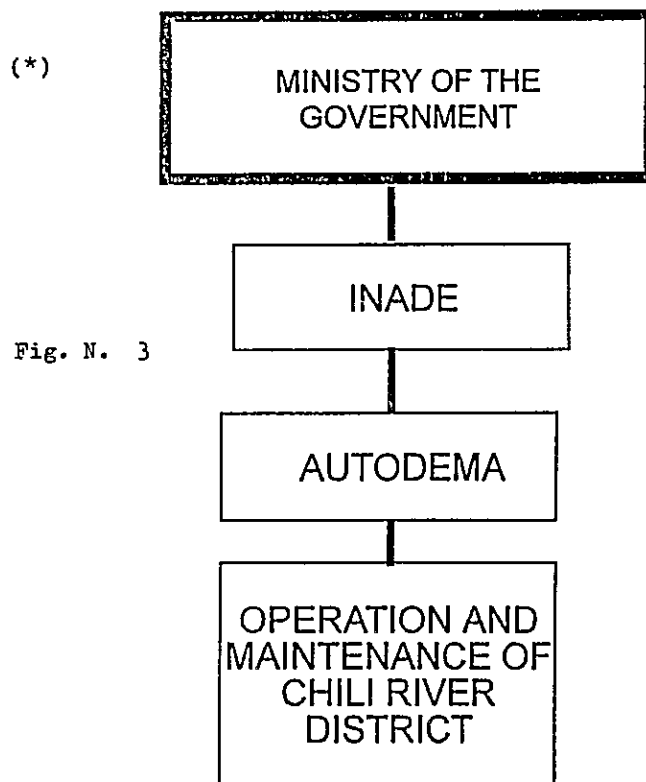 (*)
MINISTRY OF THE
GOVERNMENT
INADE
Fig. N. 3
AUTODEMA
OPERATION AND
MAINTENANCE OF
CHILI RIVER
DISTRICT